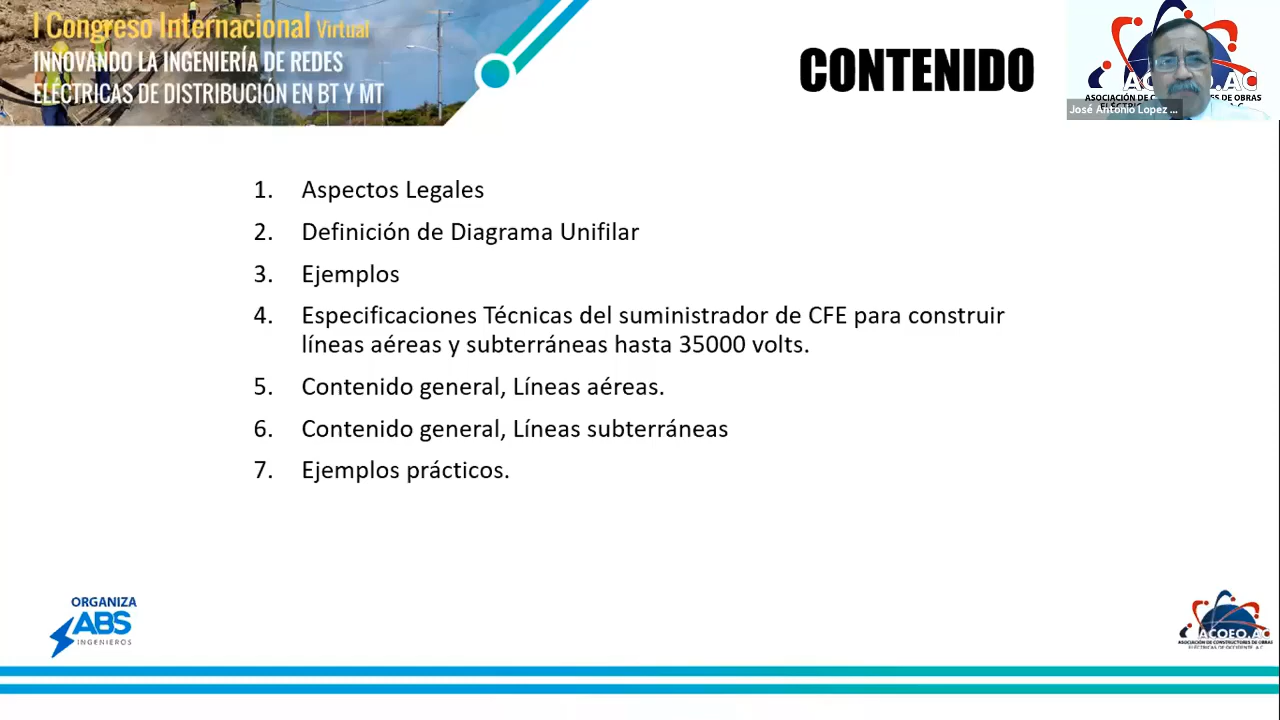 I Congreso Internacional Virtual
INNOVANDO LA INGENIERÍA DE REDES
ELÉCTRICAS DE DISTRIBUCIÓN EN BT Y MT
CONTENIDO
José Antonio Lopez ...
1. Aspectos Legales
2. Definición de Diagrama Unifilar
3. Ejemplos
4. Especificaciones Técnicas del suministrador de CFE para construir
líneas aéreas y subterráneas hasta 35000 volts.
5. Contenido general, Líneas aéreas.
6. Contenido general, Líneas subterráneas
7. Ejemplos prácticos.
ORGANIZA
ABS
INGENIEROS
ACOEO.AC
ASOCIACIÓN DE CONSTRUCTORES DE OBRAS
ELÉCTRICAS DE OCCIDENTE A.C